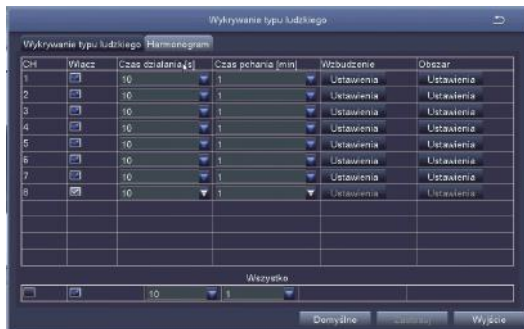 Wykrywanie typu ludzkiego
Wykrywanie typu ludzkiego Harmonogram
CH Włącz Czas działania[s] Czas pchania [min] Wzbudzenie Obszar
1 10 1 Ustawienia Ustawienia
2 10 1 Ustawienia Ustawienia
3 10 1 Ustawienia Ustawienia
4 10 1 Ustawienia Ustawienia
5 10 1 Ustawienia Ustawienia
6 10 1 Ustawienia Ustawienia
7 10 1 Ustawienia Ustawienia
8 10 1 Ustawienia Ustawienia
Wszystko
10 1
Domyślne Wyjście